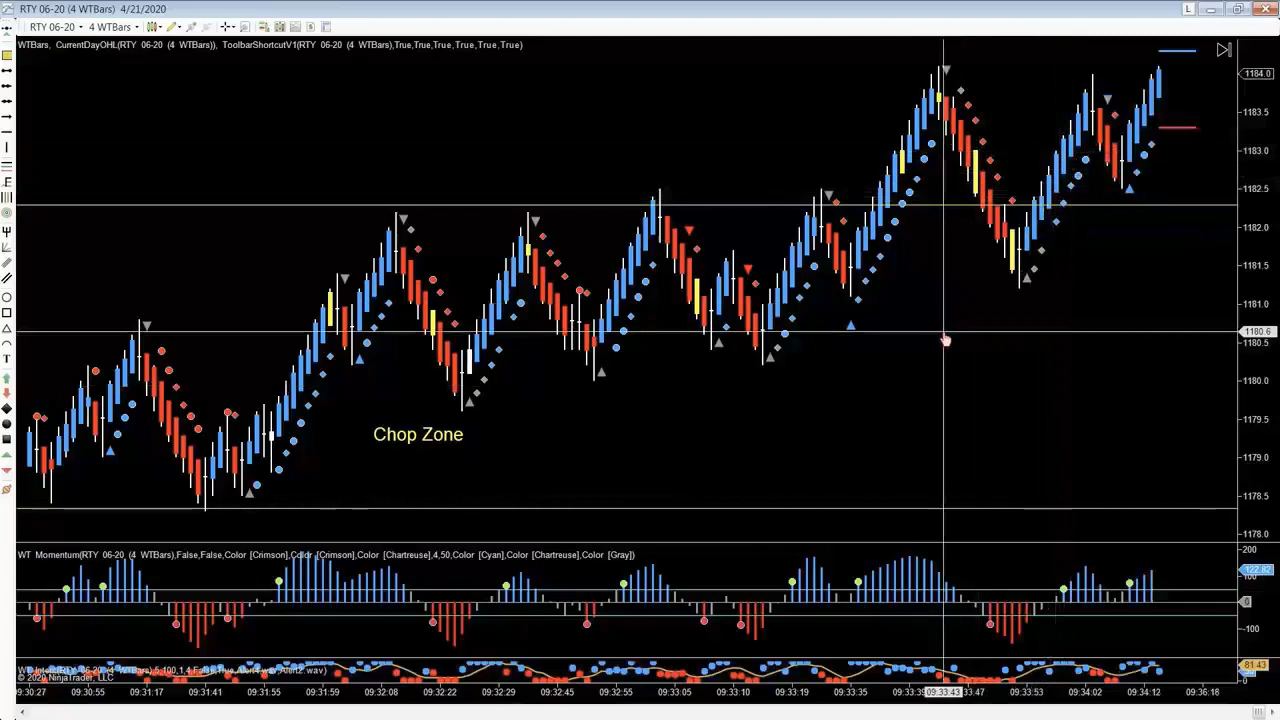 RTY 06-20 (4 WTBars) 4/21/2020
L
RTY 06-20 4 WTBars
WTBars, CurrentDayOHL(RTY 06-20 (4 WTBars)), ToolbarShortcutV1(RTY 06-20 (4 WTBars),True,True,True,True,True,True)
1184.0
1183.5
1183.0
1182.5
1182.0
1181.5
1181.0
1180.6
1180.5
1180.0
1179.5
1179.0
1178.5
1178.0
Chop Zone
WT Momentum(RTY 06-20 (4 WTBars),False,False,Color [Crimson],Color [Crimson],Color [Chartreuse],4,50,Color [Cyan],Color [Chartreuse],Color [Gray])
200
122.82
100
0
-100
81.43
© 2020 NinjaTrader, LLC
09:30:27 09:30:55 09:31:17 09:31:41 09:31:55 09:31:59 09:32:08 09:32:22 09:32:29 09:32:45 09:32:55 09:33:05 09:33:10 09:33:19 09:33:35 09:33:39 09:33:43 09:33:47 09:33:53 09:34:02 09:34:12 09:36:18